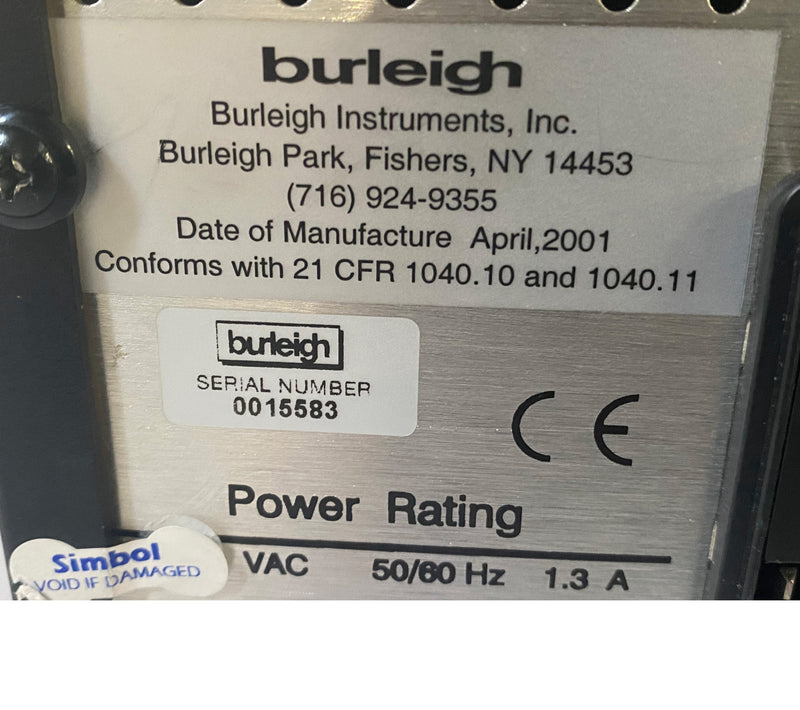 burleigh
Burleigh Instruments, Inc.
Burleigh Park, Fishers, NY 14453
(716) 924-9355
Date of Manufacture April,2001
Conforms with 21 CFR 1040.10 and 1040.11
burleigh
SERIAL NUMBER
0015583
CE
Power Rating
VAC 50/60 Hz 1.3 A
Simbol
VOID IF DAMAGED